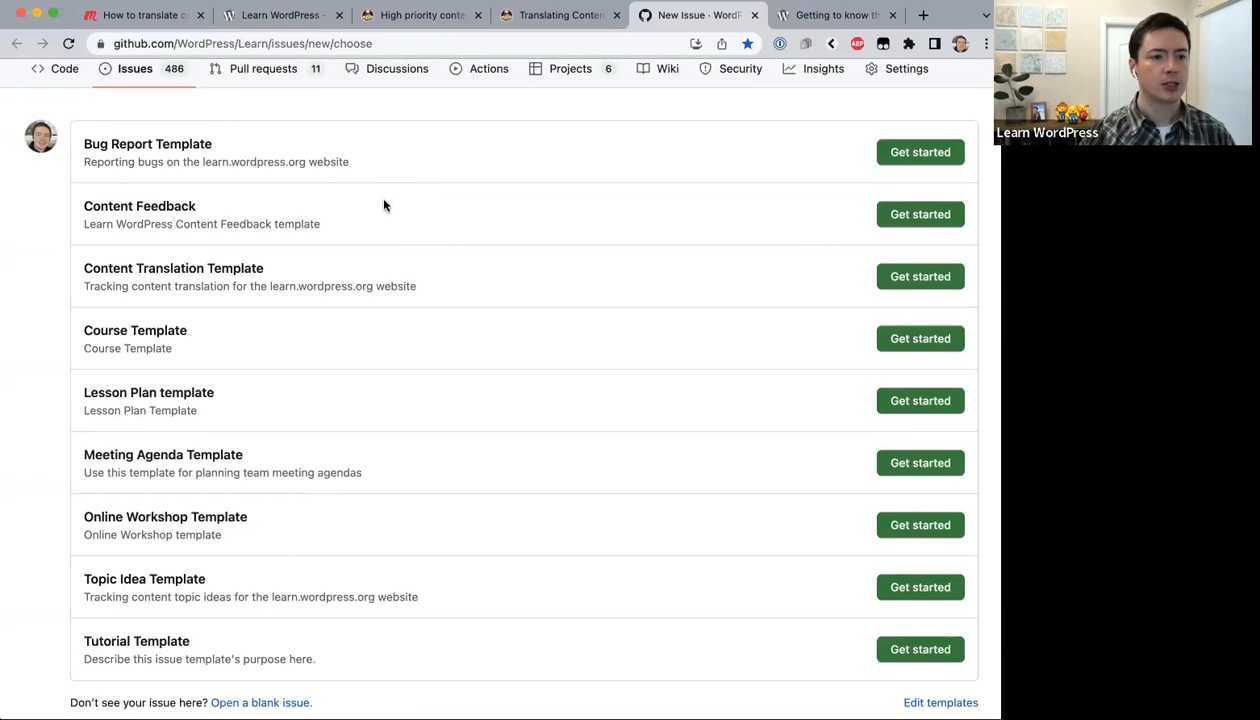 How to translate c
Learn WordPress -
High priority conte
Translating Conten
New Issue · WordP
Getting to know th
github.com/WordPress/Learn/issues/new/choose
ABP
Code
Issues 486
Pull requests 11
Discussions
Actions
Projects 6
Wiki
Security
Insights
Settings
Learn WordPress
Bug Report Template
Reporting bugs on the learn.wordpress.org website
Get started
Content Feedback
Learn WordPress Content Feedback template
Get started
Content Translation Template
Tracking content translation for the learn.wordpress.org website
Get started
Course Template
Course Template
Get started
Lesson Plan template
Lesson Plan Template
Get started
Meeting Agenda Template
Use this template for planning team meeting agendas
Get started
Online Workshop Template
Online Workshop template
Get started
Topic Idea Template
Tracking content topic ideas for the learn.wordpress.org website
Get started
Tutorial Template
Describe this issue template's purpose here.
Get started
Don't see your issue here? Open a blank issue.
Edit templates